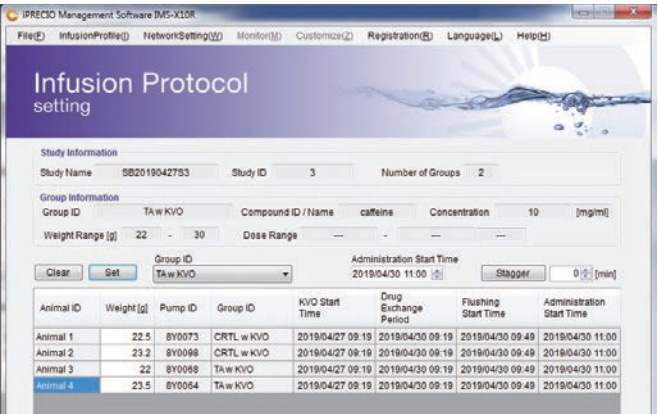 iPRECIO Management Software IMS-X10R
File(F) InfusionProfile(I) NetworkSetting(W) Monitor(M) Customize(Z) Registration(R) Language(L) Help(H)
Infusion Protocol
setting
Study Information
Study Name SB20190427S3 Study ID 3 Number of Groups 2
Group Information
Group ID TA w KVO Compound ID / Name caffeine Concentration 10 [mg/ml]
Weight Range [g] 22 - 30 Dose Range --- - --- ---
Group ID Administration Start Time
Clear Set TA w KVO 2019/04/30 11:00 Stagger 0 [min]
Animal ID Weight [g] Pump ID Group ID KVO Start Time Drug Exchange Period Flushing Start Time Administration Start Time
Animal 1 22.5 8Y0073 CRTL w KVO 2019/04/27 09:19 2019/04/30 09:19 2019/04/30 09:49 2019/04/30 11:00
Animal 2 23.2 8Y0098 CRTL w KVO 2019/04/27 09:19 2019/04/30 09:19 2019/04/30 09:49 2019/04/30 11:00
Animal 3 22 8Y0068 TA w KVO 2019/04/27 09:19 2019/04/30 09:19 2019/04/30 09:49 2019/04/30 11:00
Animal 4 23.5 8Y0064 TA w KVO 2019/04/27 09:19 2019/04/30 09:19 2019/04/30 09:49 2019/04/30 11:00